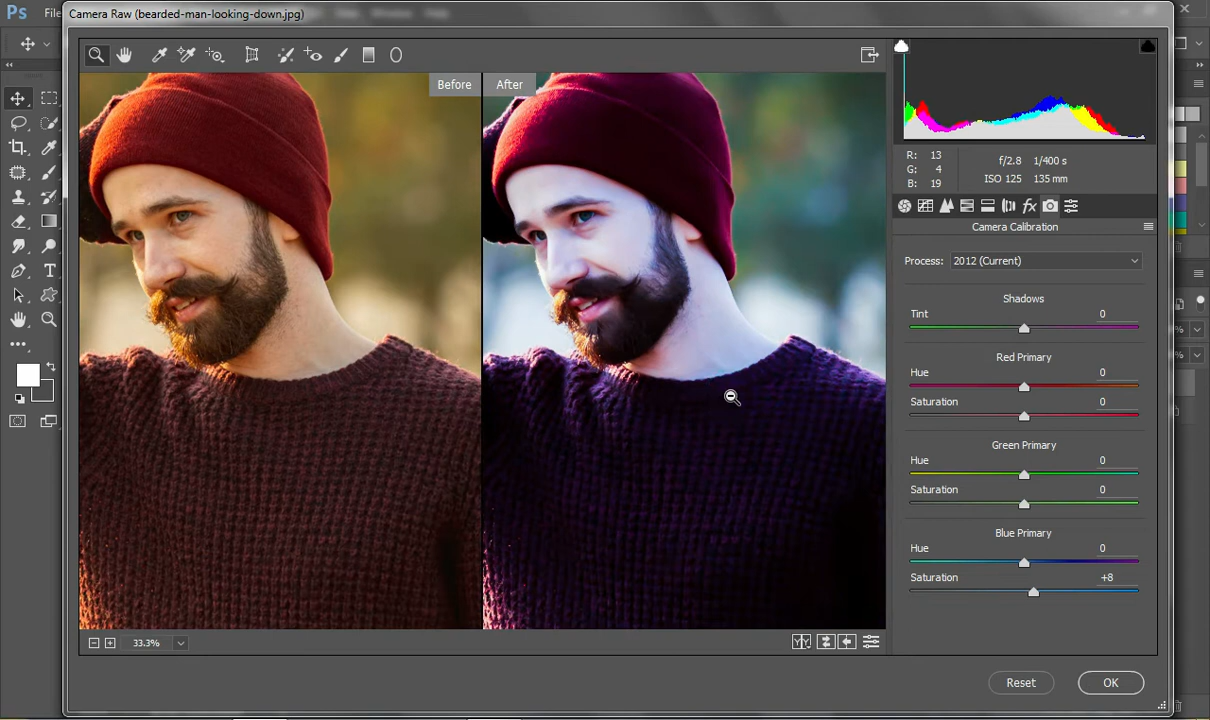 Ps File
Camera Raw (bearded-man-looking-down.jpg)
Before After
R: 13
G: 4
B: 19
f/2.8 1/400 s
ISO 125 135 mm
fx
Camera Calibration
Process: 2012 (Current)
Shadows
Tint 0
Red Primary
Hue 0
Saturation 0
Green Primary
Hue 0
Saturation 0
Blue Primary
Hue 0
Saturation +8
33.3%
Y Y
Reset OK
T
%
%